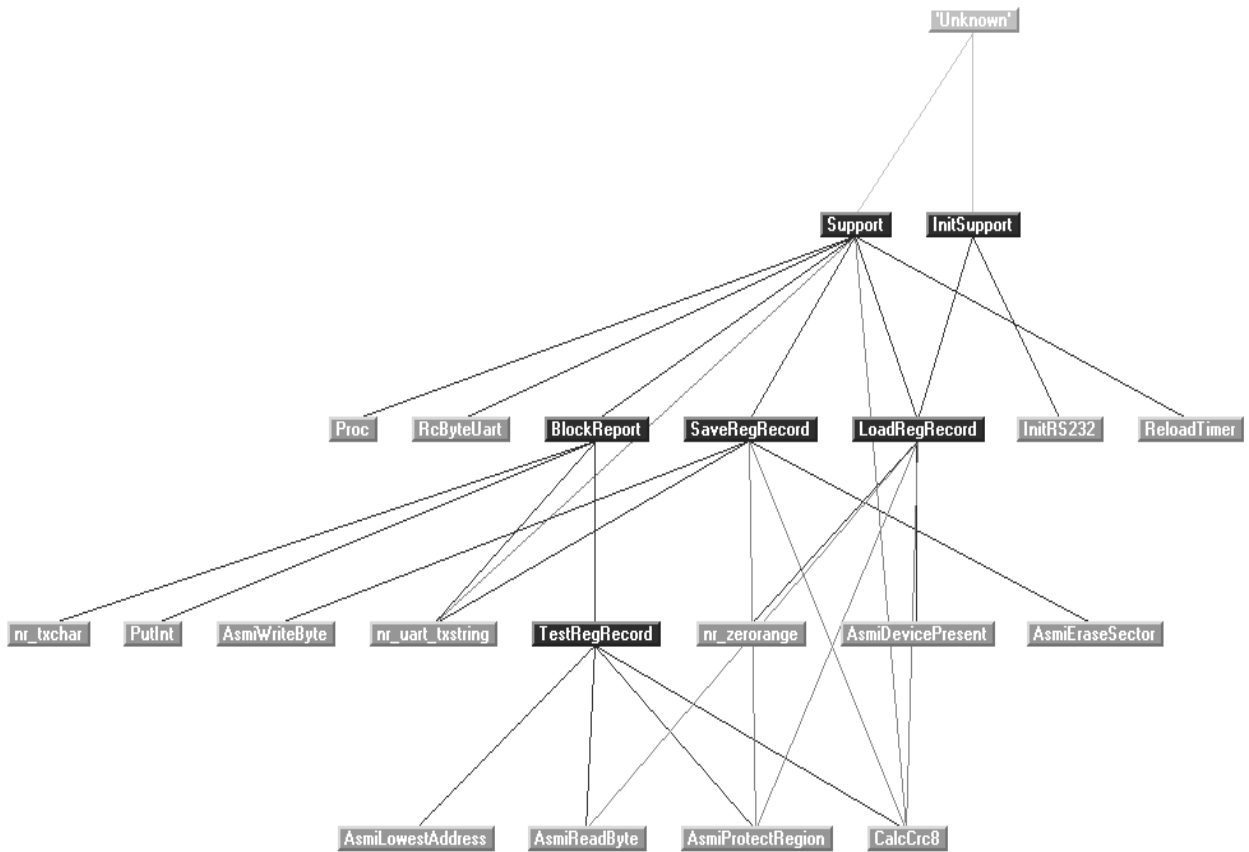 'Unknown'
Support InitSupport
Proc RcByteUart BlockReport SaveRegRecord LoadRegRecord InitRS232 ReloadTimer
nr_txchar PutInt AsmiWriteByte nr_uart_txstring TestRegRecord nr_zerorange AsmiDevicePresent AsmiEraseSector
AsmiLowestAddress AsmiReadByte AsmiProtectRegion CalcCrc8